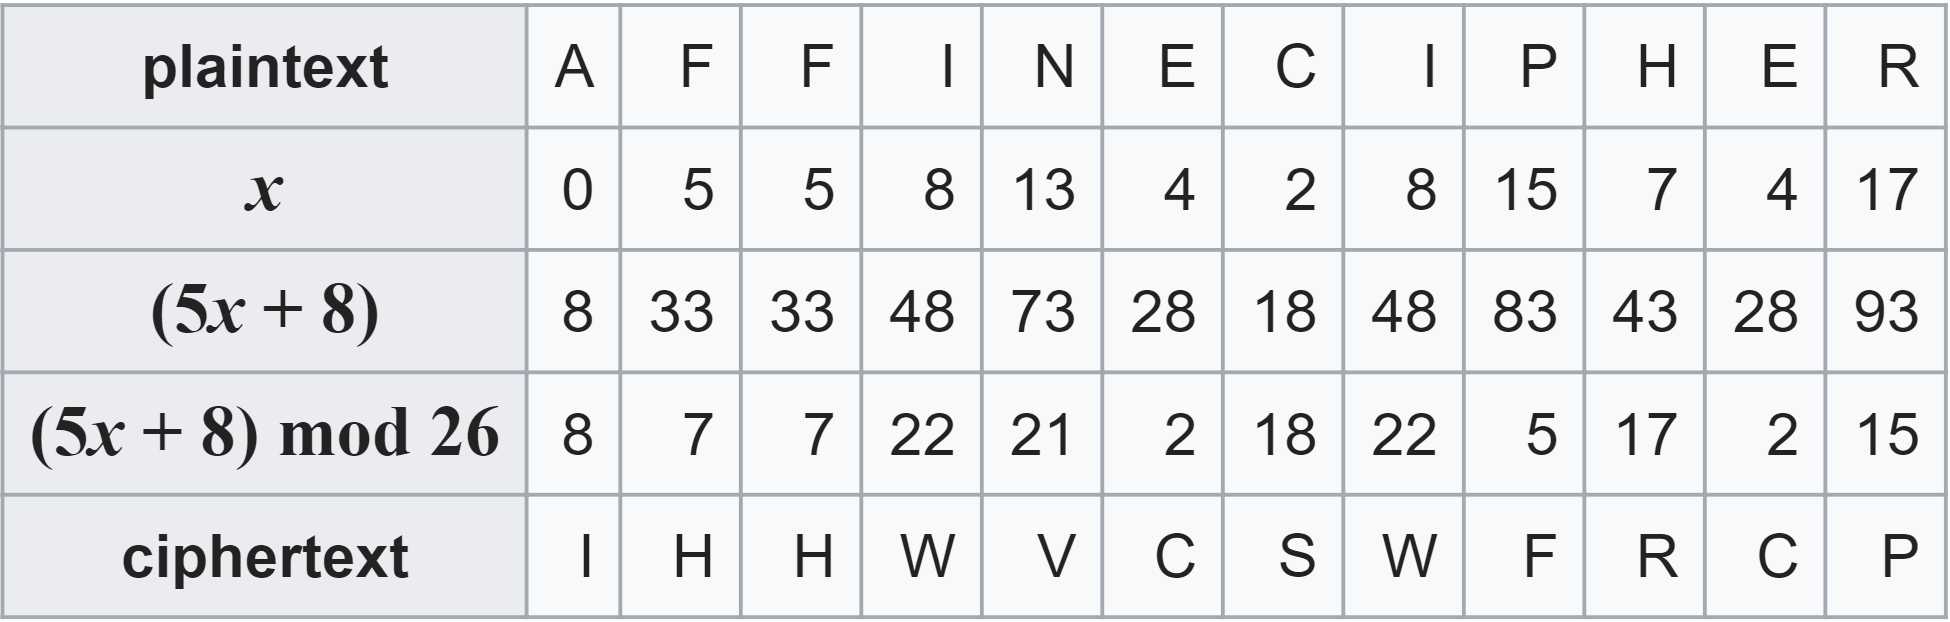 plaintext A F F I N E C I P H E R
x 0 5 5 8 13 4 2 8 15 7 4 17
(5x + 8) 8 33 33 48 73 28 18 48 83 43 28 93
(5x + 8) mod 26 8 7 7 22 21 2 18 22 5 17 2 15
ciphertext I H H W V C S W F R C P